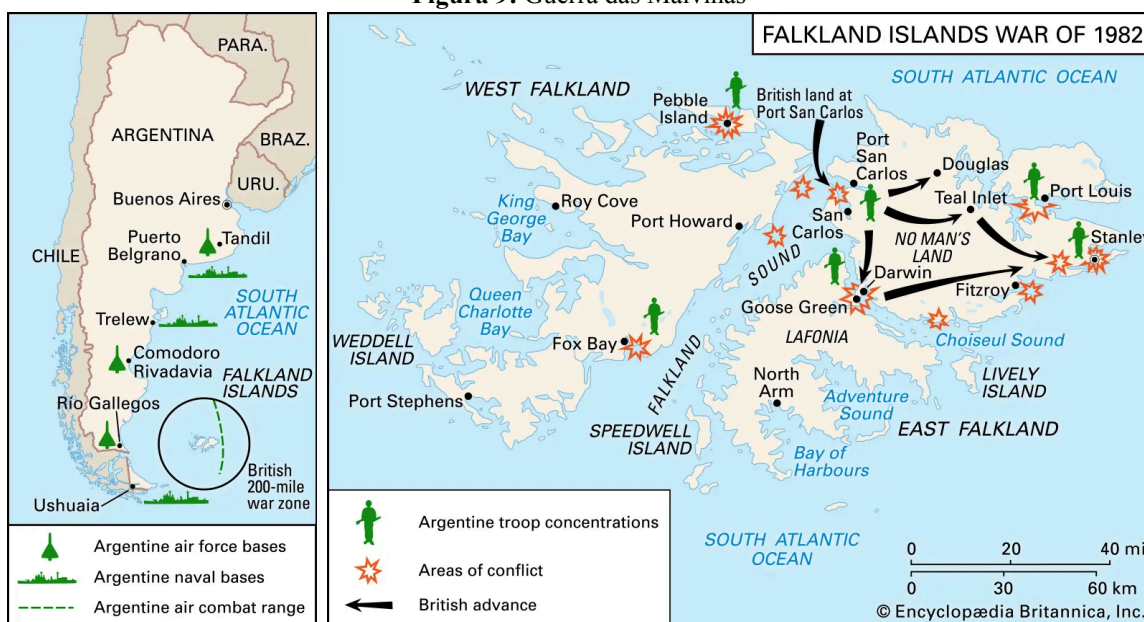 Figura 9: Guerra das Malvinas
PARA.
ARGENTINA
BRAZ.
URU.
Buenos Aires
CHILE
Puerto
Belgrano
Tandil
SOUTH
ATLANTIC
OCEAN
Trelew
Comodoro
Rivadavia
FALKLAND
ISLANDS
Río Gallegos
British
200-mile
war zone
Ushuaia
Argentine air force bases
Argentine naval bases
Argentine air combat range
FALKLAND ISLANDS WAR OF 1982
WEST FALKLAND
SOUTH ATLANTIC OCEAN
Pebble
Island
British land at
Port San Carlos
Port
San
Carlos
Douglas
Teal Inlet
Port Louis
King
George
Bay
Roy Cove
Port Howard
San
Carlos
NO MAN'S
LAND
Stanley
SOUND
Darwin
Goose Green
Fitzroy
Queen
Charlotte
Bay
LAFONIA
Choiseul Sound
WEDDELL
ISLAND
Fox Bay
FALKLAND
North
Arm
LIVELY
ISLAND
Port Stephens
Adventure
Sound
SPEEDWELL
ISLAND
EAST FALKLAND
Bay of
Harbours
Argentine troop concentrations
Areas of conflict
British advance
SOUTH ATLANTIC
OCEAN
0 20 40 mi
0 30 60 km
© Encyclopædia Britannica, Inc.